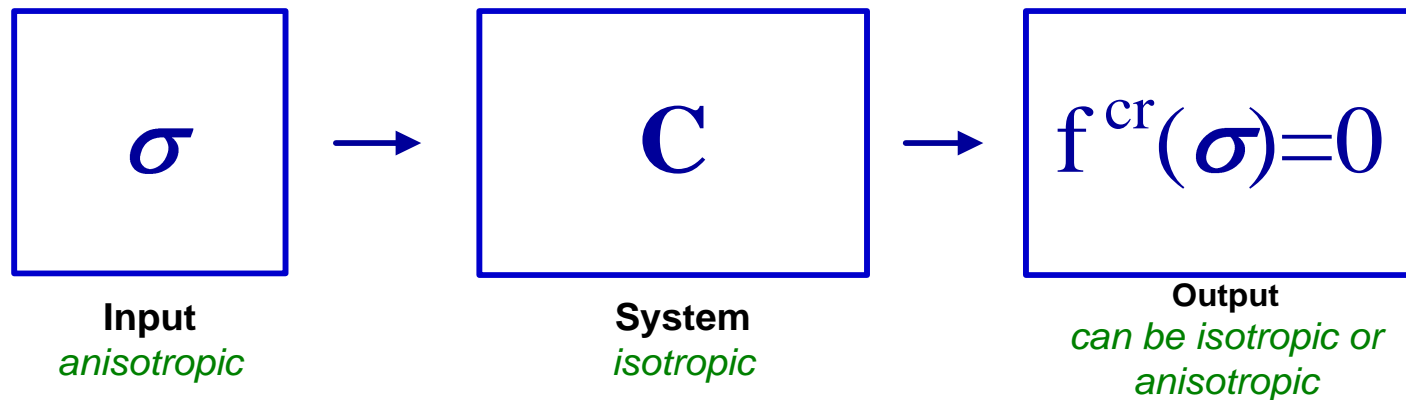 σ
C
f^cr(σ)=0
Input
anisotropic
System
isotropic
Output
can be isotropic or
anisotropic